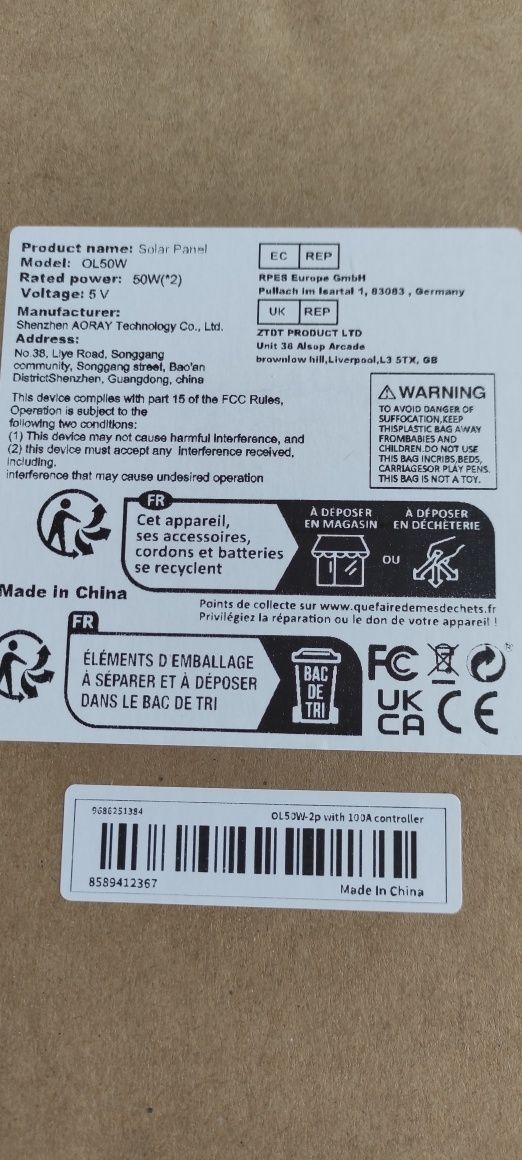 Product name: Solar Panel
Model: OL50W
Rated power: 50W(*2)
Voltage: 5 V
Manufacturer:
Shenzhen AORAY Technology Co., Ltd.
Address:
No.38, Liye Road, Songgang
community, Songgang street, Bao'an
DistrictShenzhen, Guangdong, china
This device complies with part 15 of the FCC Rules,
Operation is subject to the
following two conditions:
(1) This device may not cause harmful interference, and
(2) this device must accept any interference received,
including.
interference that may cause undesired operation
EC REP
RPES Europe GmbH
Pullach im Isartal 1, 83083 , Germany
UK REP
ZTDT PRODUCT LTD
Unit 36 Alsop Arcade
brownlow hill,Liverpool,L3 5TX, GB
WARNING
TO AVOID DANGER OF
SUFFOCATION,KEEP
THISPLASTIC BAG AWAY
FROMBABIES AND
CHILDREN.DO NOT USE
THIS BAG INCRIBS,BEDS,
CARRIAGESOR PLAY PENS.
THIS BAG IS NOT A TOY.
FR
Cet appareil,
ses accessoires,
cordons et batteries
se recyclent
À DÉPOSER
EN MAGASIN
OU
À DÉPOSER
EN DÉCHÈTERIE
Made in China
Points de collecte sur www.quefairedemesdechets.fr
Privilégiez la réparation ou le don de votre appareil !
FR
ÉLÉMENTS D'EMBALLAGE
À SÉPARER ET À DÉPOSER
DANS LE BAC DE TRI
BAC
DE
TRI
FC
UK
CA
CE
9686251384
OL50W-2p with 100A controller
8589412367
Made In China